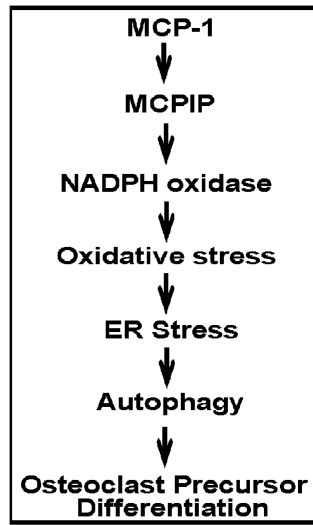 MCP-1
MCPIP
NADPH oxidase
Oxidative stress
ER Stress
Autophagy
Osteoclast Precursor
Differentiation